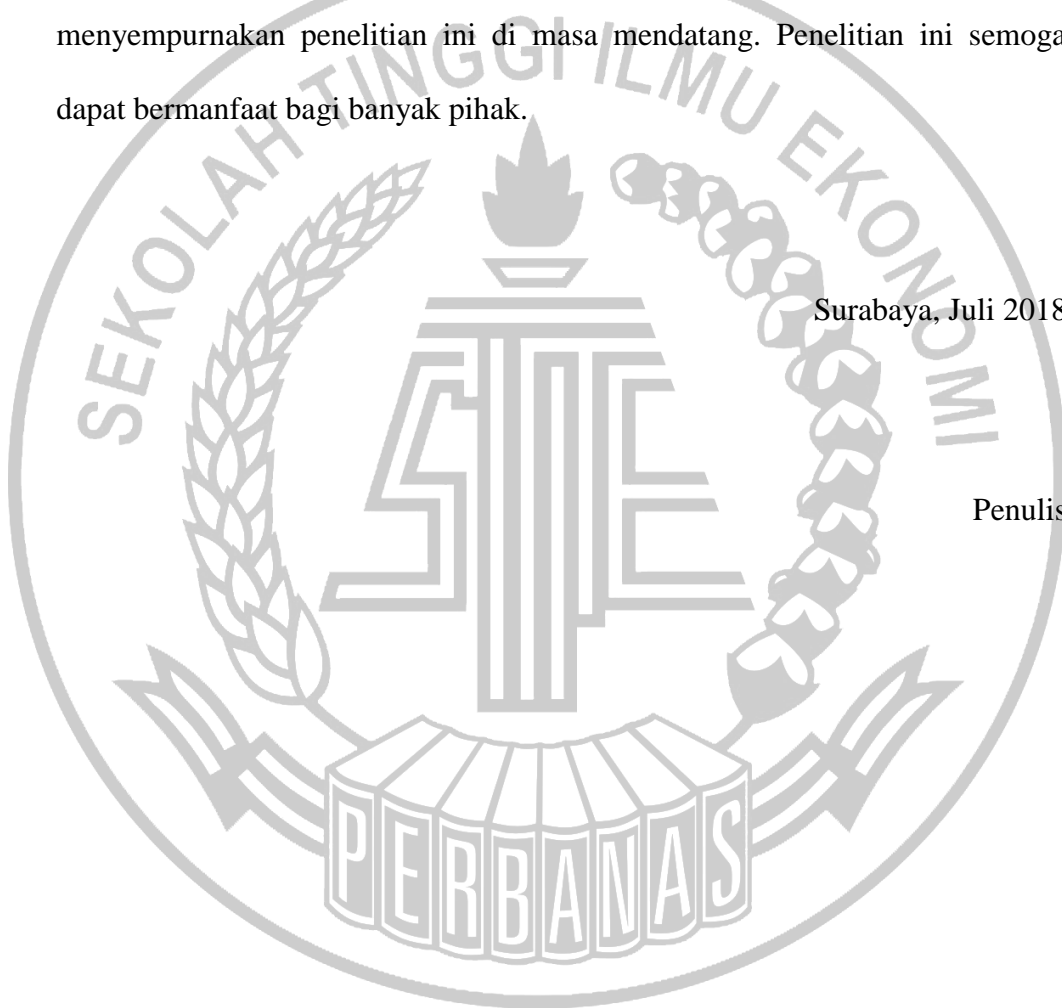 menyempurnakan penelitian ini di masa mendatang. Penelitian ini semoga
dapat bermanfaat bagi banyak pihak.
SEKOLAH TINGGI ILMU EKONOMI
Surabaya, Juli 2018
STIE
Penulis
PERBANAS